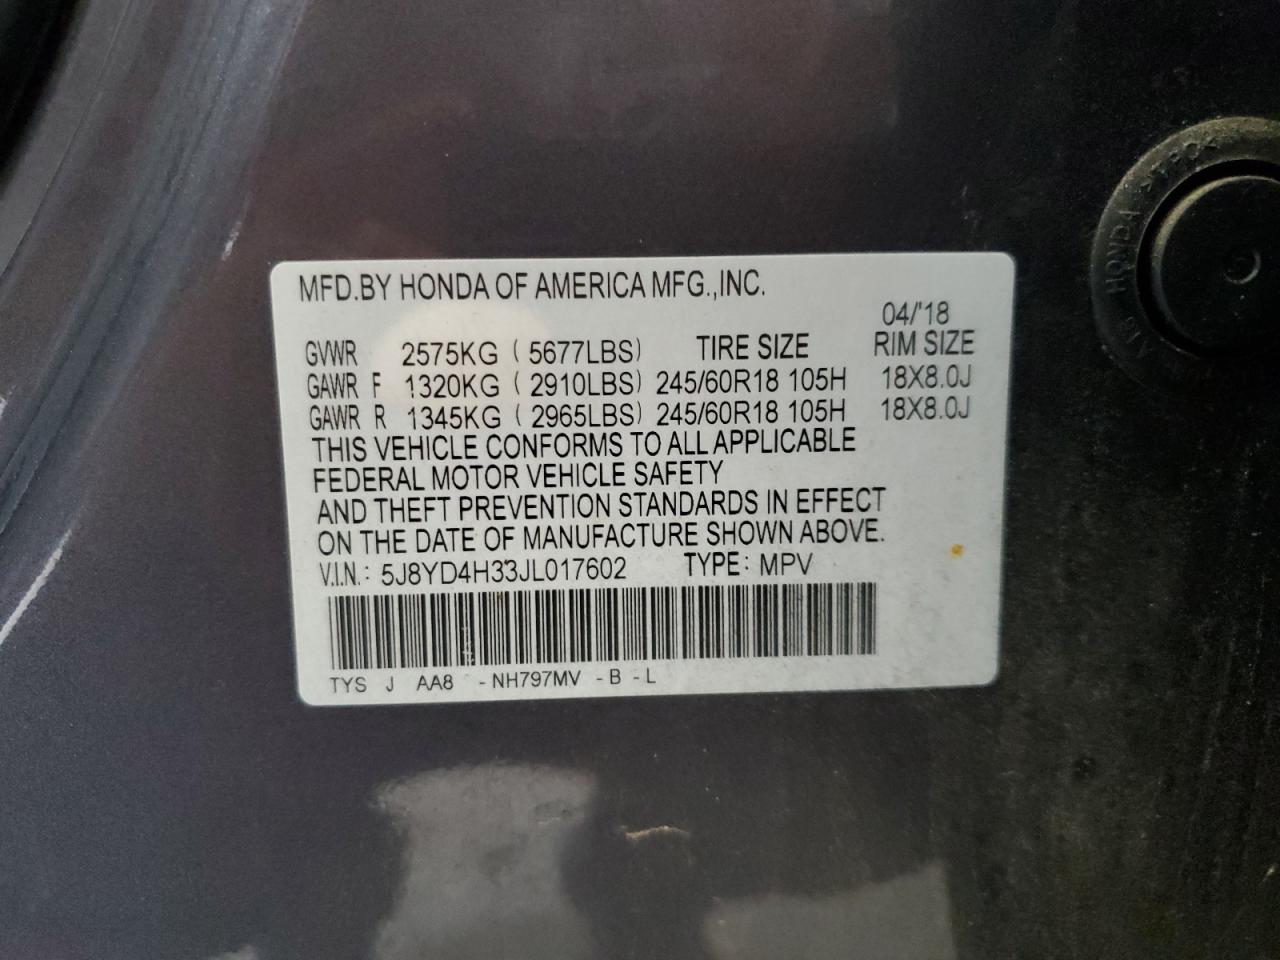 MFD.BY HONDA OF AMERICA MFG.,INC.
04/'18
GVWR 2575KG ( 5677LBS) TIRE SIZE RIM SIZE
GAWR F 1320KG ( 2910LBS) 245/60R18 105H 18X8.0J
GAWR R 1345KG ( 2965LBS) 245/60R18 105H 18X8.0J
THIS VEHICLE CONFORMS TO ALL APPLICABLE
FEDERAL MOTOR VEHICLE SAFETY
AND THEFT PREVENTION STANDARDS IN EFFECT
ON THE DATE OF MANUFACTURE SHOWN ABOVE.
V.I.N.: 5J8YD4H33JL017602 TYPE: MPV
TYS J AA8 -NH797MV -B -L
HONDA